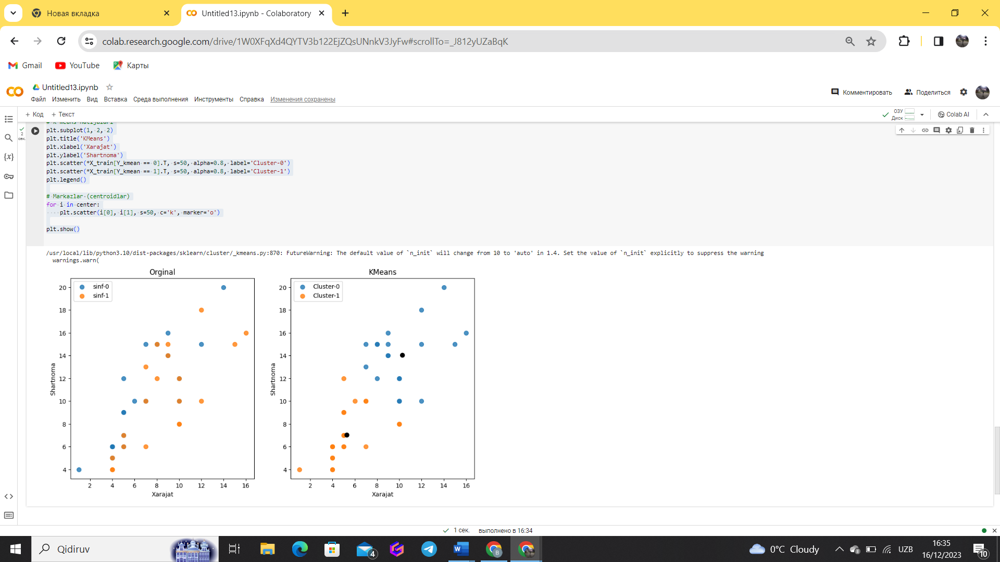 Новая вкладка
Untitled13.ipynb - Colaboratory
colab.research.google.com/drive/1W0XFqXd4QYTV3b122EjZQsUNnkV3JyFw#scrollTo=_J812yUZaBqK
Gmail YouTube Карты
Untitled13.ipynb
Комментировать Поделиться
Файл Изменить Вид Вставка Среда выполнения Инструменты Справка Изменения сохранены
+ Код + Текст
ОЗУ
Диск
Colab AI
2
сек.
plt.subplot(1, 2, 2)
plt.title('KMeans')
plt.xlabel('Xarajat')
plt.ylabel('Shartnoma')
plt.scatter(*X_train[Y_kmean == 0].T, s=50, alpha=0.8, label='Cluster-0')
plt.scatter(*X_train[Y_kmean == 1].T, s=50, alpha=0.8, label='Cluster-1')
plt.legend()
# Markazlar (centroidlar)
for i in center:
    plt.scatter(i[0], i[1], s=50, c='k', marker='o')
plt.show()
/usr/local/lib/python3.10/dist-packages/sklearn/cluster/_kmeans.py:870: FutureWarning: The default value of `n_init` will change from 10 to 'auto' in 1.4. Set the value of `n_init` explicitly to suppress the warning
  warnings.warn(
Orginal
sinf-0
sinf-1
20
18
16
14
12
10
8
6
4
Shartnoma
2 4 6 8 10 12 14 16
Xarajat
KMeans
Cluster-0
Cluster-1
20
18
16
14
12
10
8
6
4
Shartnoma
2 4 6 8 10 12 14 16
Xarajat
1 сек. выполнено в 16:34
Qidiruv
4
0°C Cloudy
UZB
16:35
16/12/2023
10